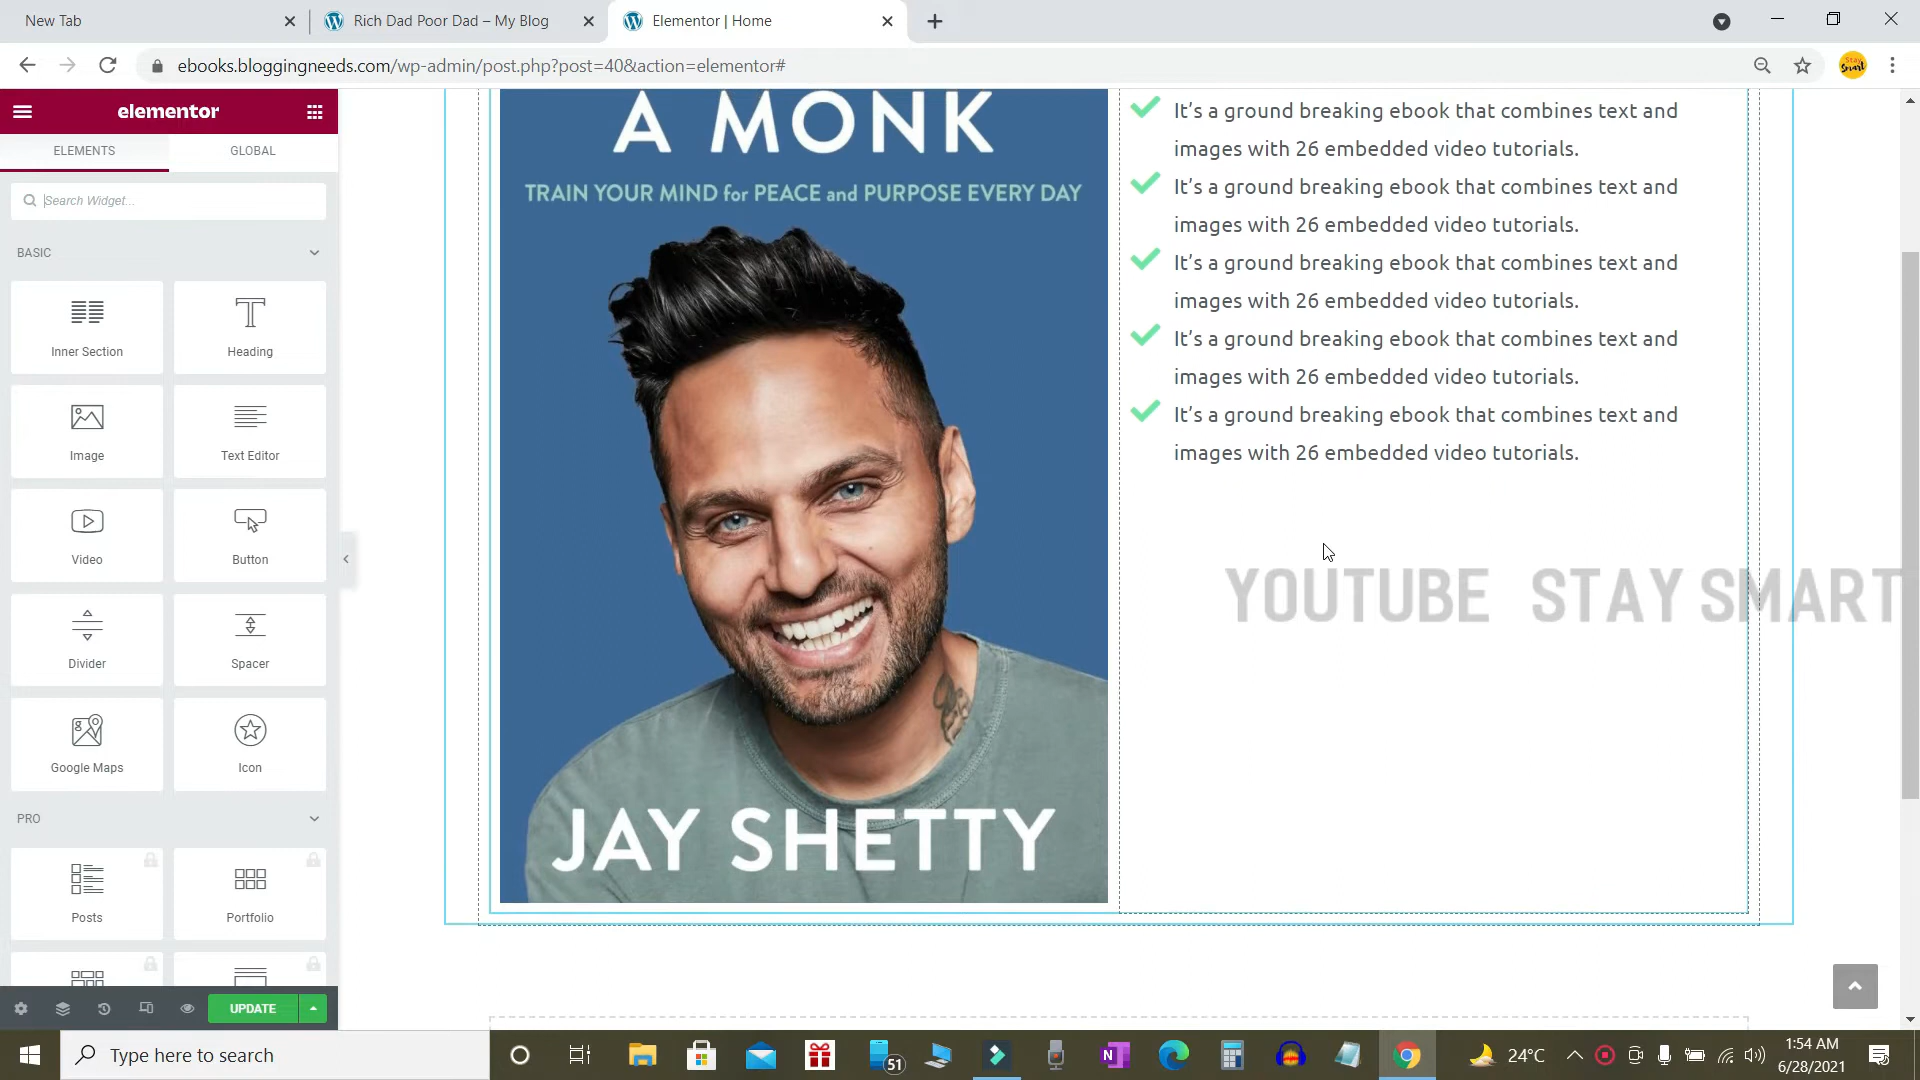 New Tab
Rich Dad Poor Dad – My Blog
Elementor | Home
ebooks.bloggingneeds.com/wp-admin/post.php?post=40&action=elementor#
Stay
Smart
elementor
ELEMENTS
GLOBAL
Search Widget...
BASIC
Inner Section
Heading
Image
Text Editor
Video
Button
Divider
Spacer
Google Maps
Icon
PRO
Posts
Portfolio
UPDATE
A MONK
TRAIN YOUR MIND for PEACE and PURPOSE EVERY DAY
JAY SHETTY
It’s a ground breaking ebook that combines text and
images with 26 embedded video tutorials.
It’s a ground breaking ebook that combines text and
images with 26 embedded video tutorials.
It’s a ground breaking ebook that combines text and
images with 26 embedded video tutorials.
It’s a ground breaking ebook that combines text and
images with 26 embedded video tutorials.
It’s a ground breaking ebook that combines text and
images with 26 embedded video tutorials.
YOUTUBE STAY SMART
Type here to search
51
24°C
1:54 AM
6/28/2021